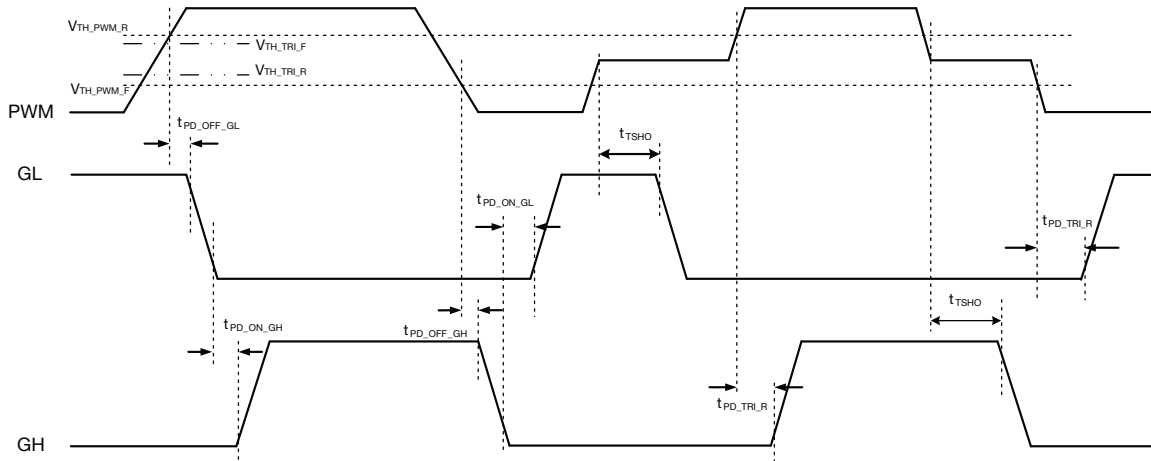 VTH_PWM_R
VTH_TRI_F
VTH_TRI_R
VTH_PWM_F
PWM
tPD_OFF_GL
tTSHO
GL
tPD_ON_GL
tPD_TRI_R
tTSHO
tPD_ON_GH
tPD_OFF_GH
tPD_TRI_R
GH